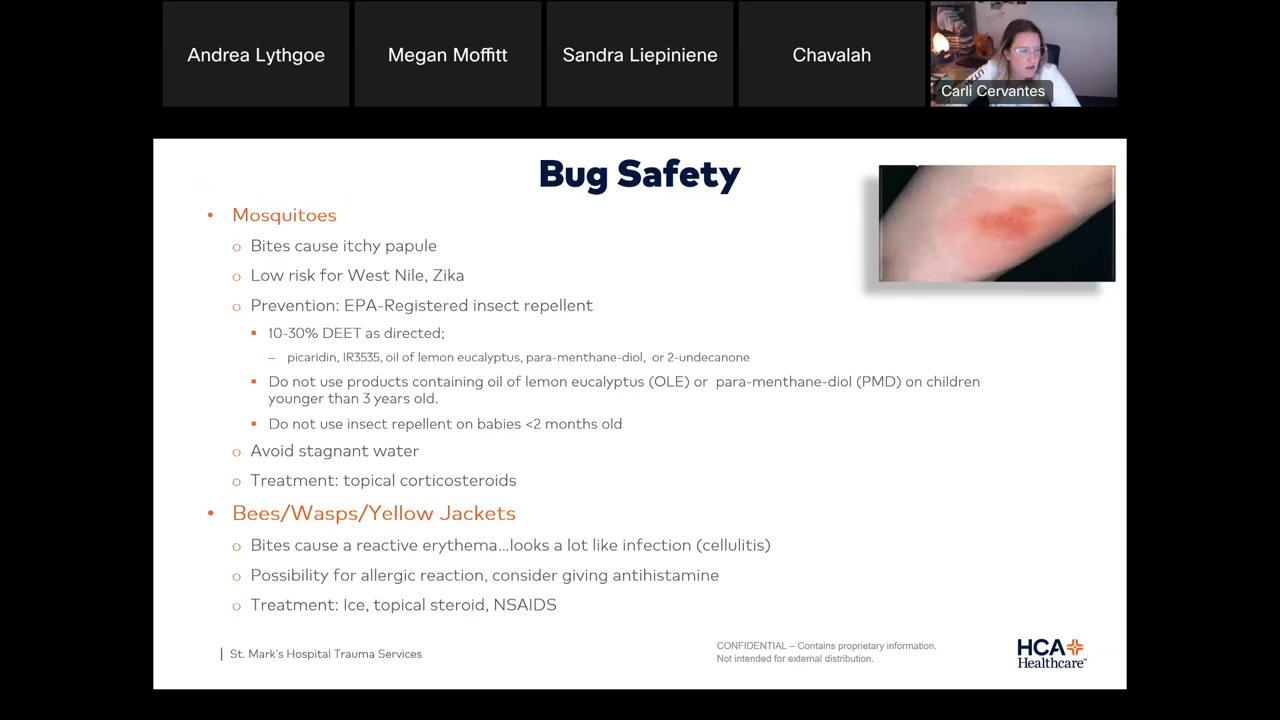 Andrea Lythgoe
Megan Moffitt
Sandra Liepiniene
Chavalah
Carli Cervantes
Bug Safety
• Mosquitoes
o Bites cause itchy papule
o Low risk for West Nile, Zika
o Prevention: EPA-Registered insect repellent
▪ 10-30% DEET as directed;
– picaridin, IR3535, oil of lemon eucalyptus, para-menthane-diol, or 2-undecanone
▪ Do not use products containing oil of lemon eucalyptus (OLE) or para-menthane-diol (PMD) on children
younger than 3 years old.
▪ Do not use insect repellent on babies <2 months old
o Avoid stagnant water
o Treatment: topical corticosteroids
• Bees/Wasps/Yellow Jackets
o Bites cause a reactive erythema...looks a lot like infection (cellulitis)
o Possibility for allergic reaction, consider giving antihistamine
o Treatment: Ice, topical steroid, NSAIDS
St. Mark's Hospital Trauma Services
CONFIDENTIAL – Contains proprietary information.
Not intended for external distribution.
HCA
Healthcare™